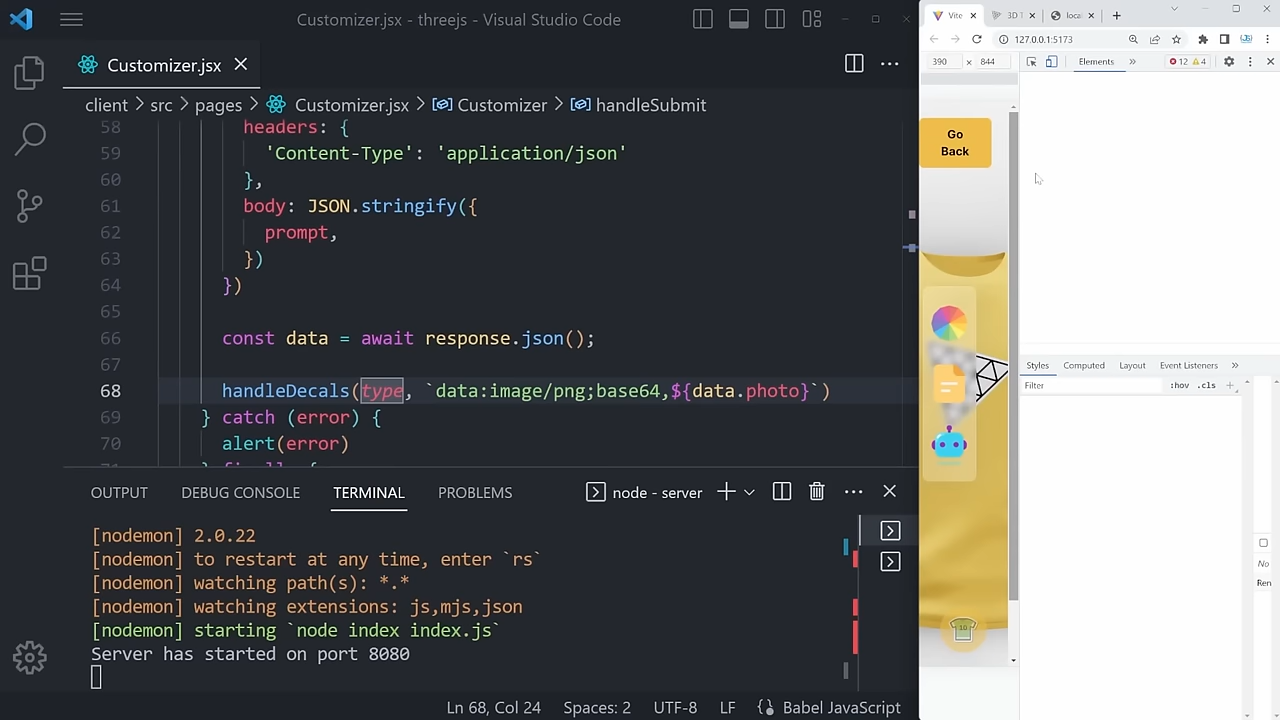 Customizer.jsx - threejs - Visual Studio Code
Customizer.jsx
client > src > pages > Customizer.jsx > Customizer > handleSubmit
58 headers: {
59 'Content-Type': 'application/json'
60 },
61 body: JSON.stringify({
62 prompt,
63 })
64 })
65
66 const data = await response.json();
67
68 handleDecals(type, `data:image/png;base64,${data.photo}`)
69 } catch (error) {
70 alert(error)
OUTPUT DEBUG CONSOLE TERMINAL PROBLEMS node - server
[nodemon] 2.0.22
[nodemon] to restart at any time, enter `rs`
[nodemon] watching path(s): *.*
[nodemon] watching extensions: js,mjs,json
[nodemon] starting `node index index.js`
Server has started on port 8080
Ln 68, Col 24 Spaces: 2 UTF-8 LF Babel JavaScript
Vite 3D T local
127.0.0.1:5173
390 × 844 Elements » 12 4
Go
Back
Styles Computed Layout Event Listeners »
Filter :hov .cls +
No
Ren
10